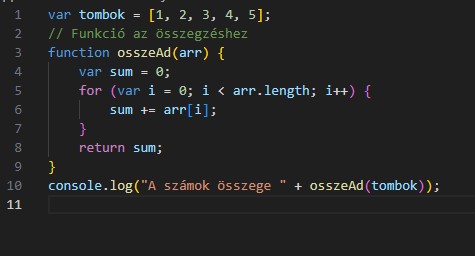 1 var tombok = [1, 2, 3, 4, 5];
2 // Funkció az összegzéshez
3 function osszeAd(arr) {
4     var sum = 0;
5     for (var i = 0; i < arr.length; i++) {
6         sum += arr[i];
7     }
8     return sum;
9 }
10 console.log("A számok összege " + osszeAd(tombok));
11